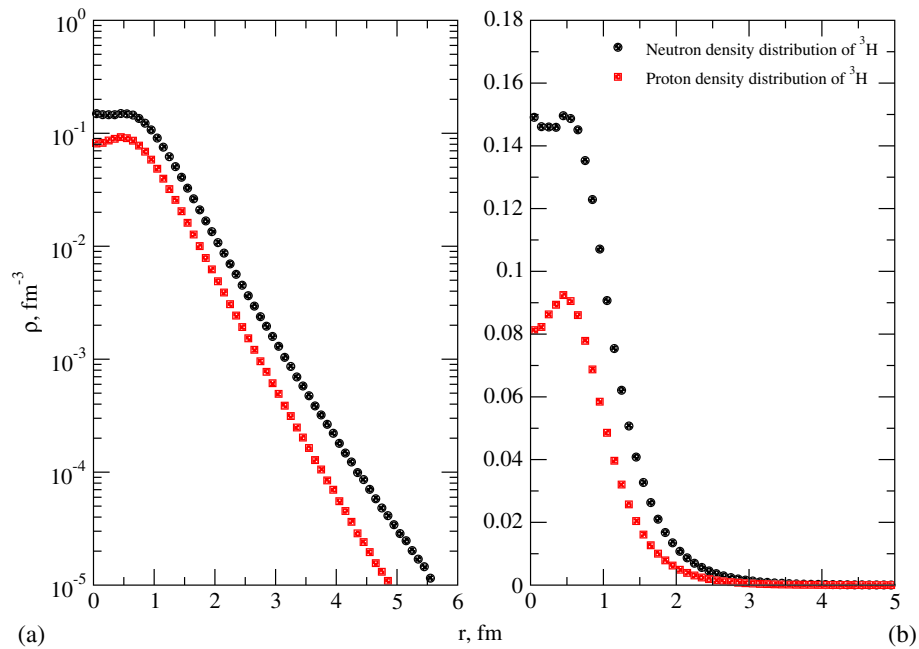 10^0
10^-1
10^-2
10^-3
10^-4
10^-5
ρ, fm^-3
0 1 2 3 4 5 6
(a)
r, fm
0.18
0.16
0.14
0.12
0.1
0.08
0.06
0.04
0.02
0
0 1 2 3 4 5
(b)
Neutron density distribution of ^3H
Proton density distribution of ^3H